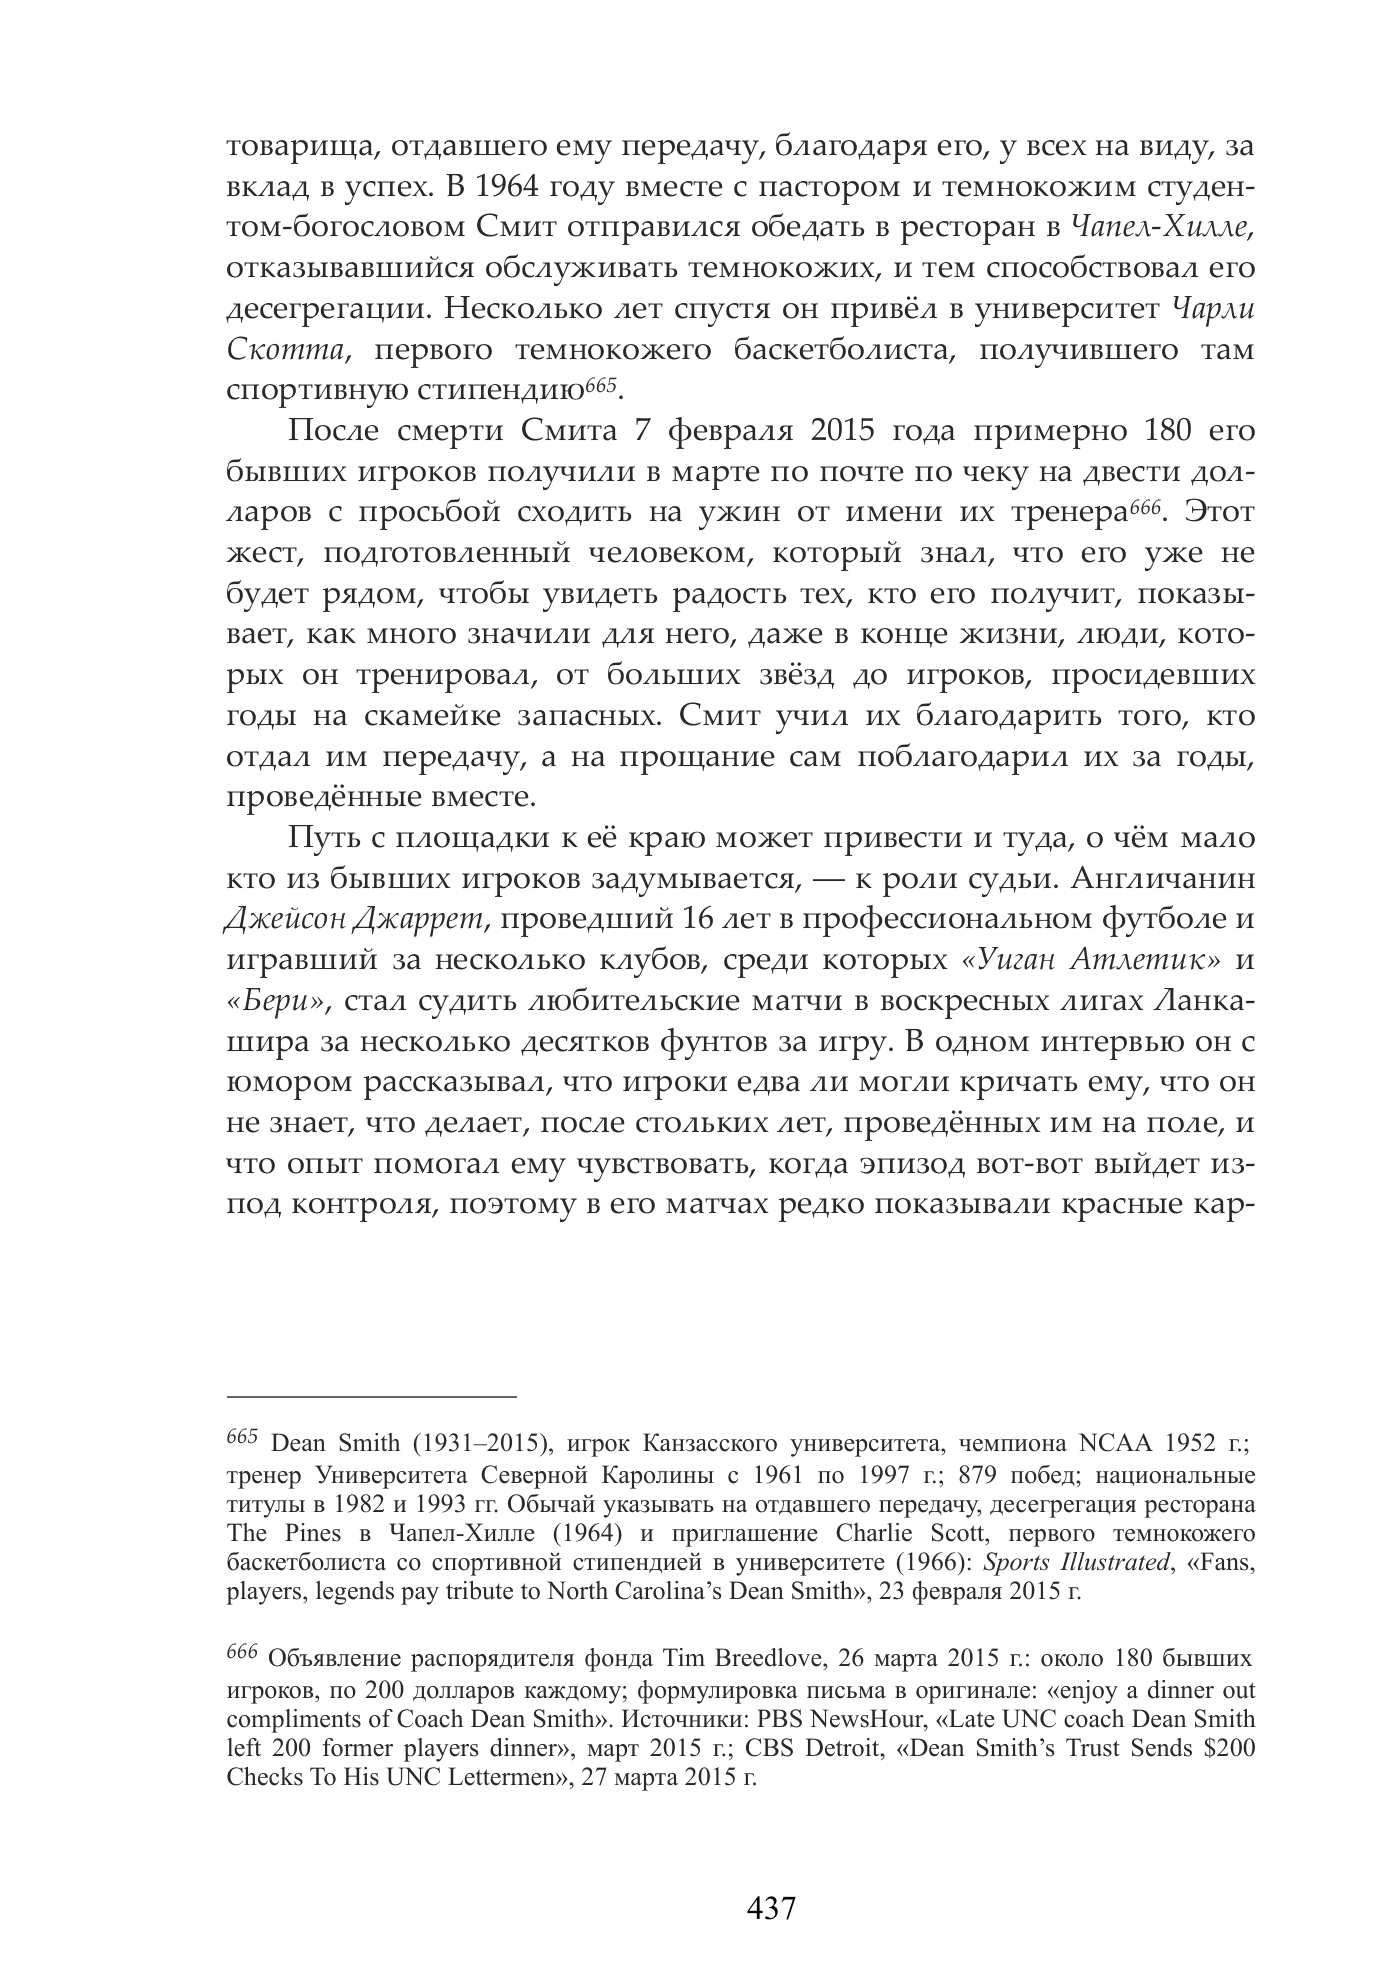 товарища, отдавшего ему передачу, благодаря его, у всех на виду, за
вклад в успех. В 1964 году вместе с пастором и темнокожим студен-
том-богословом Смит отправился обедать в ресторан в Чапел-Хилле,
отказывавшийся обслуживать темнокожих, и тем способствовал его
десегрегации. Несколько лет спустя он привёл в университет Чарли
Скотта, первого темнокожего баскетболиста, получившего там
спортивную стипендию665.
После смерти Смита 7 февраля 2015 года примерно 180 его
бывших игроков получили в марте по почте по чеку на двести дол-
ларов с просьбой сходить на ужин от имени их тренера666. Этот
жест, подготовленный человеком, который знал, что его уже не
будет рядом, чтобы увидеть радость тех, кто его получит, показы-
вает, как много значили для него, даже в конце жизни, люди, кото-
рых он тренировал, от больших звёзд до игроков, просидевших
годы на скамейке запасных. Смит учил их благодарить того, кто
отдал им передачу, а на прощание сам поблагодарил их за годы,
проведённые вместе.
Путь с площадки к её краю может привести и туда, о чём мало
кто из бывших игроков задумывается, — к роли судьи. Англичанин
Джейсон Джаррет, проведший 16 лет в профессиональном футболе и
игравший за несколько клубов, среди которых «Уиган Атлетик» и
«Бери», стал судить любительские матчи в воскресных лигах Ланка-
шира за несколько десятков фунтов за игру. В одном интервью он с
юмором рассказывал, что игроки едва ли могли кричать ему, что он
не знает, что делает, после стольких лет, проведённых им на поле, и
что опыт помогал ему чувствовать, когда эпизод вот-вот выйдет из-
под контроля, поэтому в его матчах редко показывали красные кар-
665 Dean Smith (1931–2015), игрок Канзасского университета, чемпиона NCAA 1952 г.;
тренер Университета Северной Каролины с 1961 по 1997 г.; 879 побед; национальные
титулы в 1982 и 1993 гг. Обычай указывать на отдавшего передачу, десегрегация ресторана
The Pines в Чапел-Хилле (1964) и приглашение Charlie Scott, первого темнокожего
баскетболиста со спортивной стипендией в университете (1966): Sports Illustrated, «Fans,
players, legends pay tribute to North Carolina’s Dean Smith», 23 февраля 2015 г.
666 Объявление распорядителя фонда Tim Breedlove, 26 марта 2015 г.: около 180 бывших
игроков, по 200 долларов каждому; формулировка письма в оригинале: «enjoy a dinner out
compliments of Coach Dean Smith». Источники: PBS NewsHour, «Late UNC coach Dean Smith
left 200 former players dinner», март 2015 г.; CBS Detroit, «Dean Smith’s Trust Sends $200
Checks To His UNC Lettermen», 27 марта 2015 г.
437